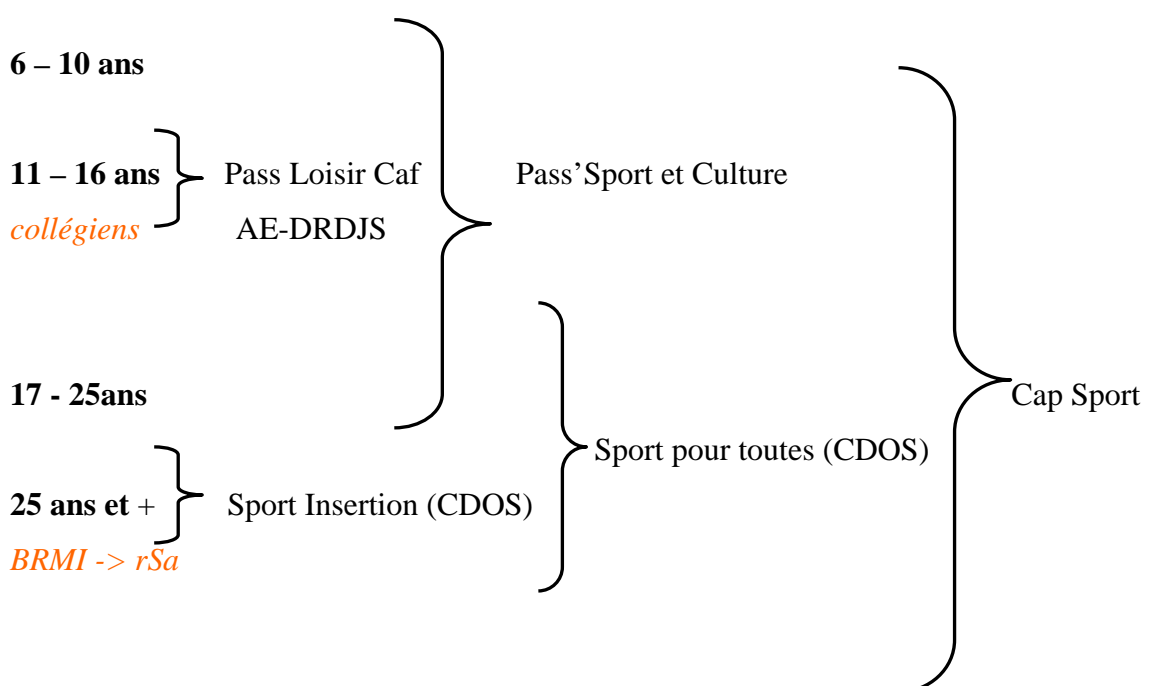 6 – 10 ans
11 – 16 ans Pass Loisir Caf Pass’Sport et Culture
collégiens AE-DRDJS
17 - 25ans Cap Sport
Sport pour toutes (CDOS)
25 ans et + Sport Insertion (CDOS)
BRMI -> rSa